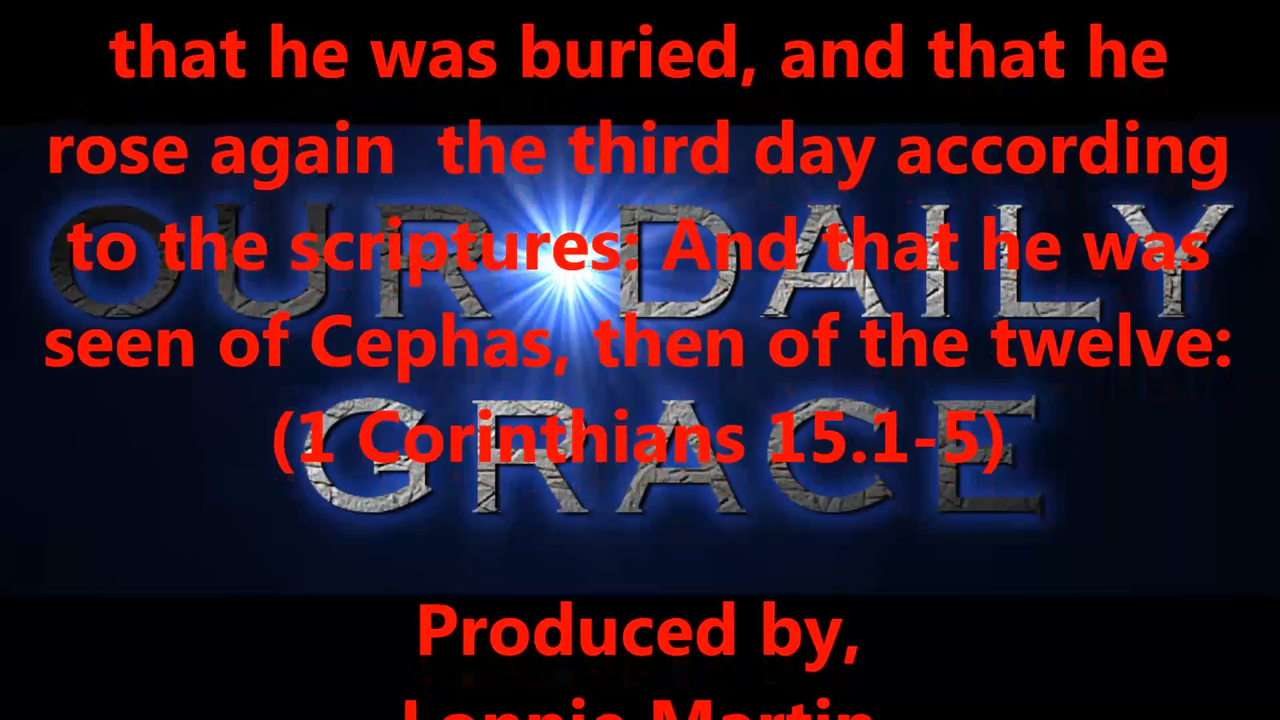 that he was buried, and that he
rose again  the third day according
to the scriptures: And that he was
seen of Cephas, then of the twelve:
(1 Corinthians 15.1-5)
OUR DAILY
GRACE
Produced by,
Lonnie Martin